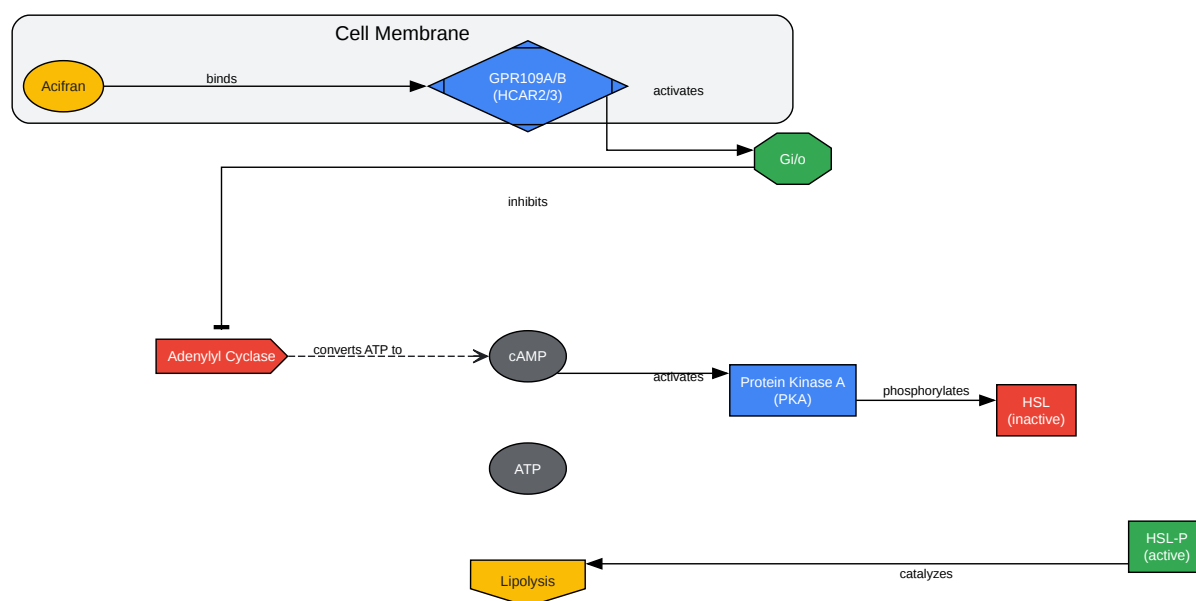 Cell Membrane
Acifran
binds
GPR109A/B
(HCAR2/3)
activates
Gi/o
inhibits
Adenylyl Cyclase
converts ATP to
cAMP
activates
Protein Kinase A
(PKA)
phosphorylates
HSL
(inactive)
ATP
HSL-P
(active)
catalyzes
Lipolysis